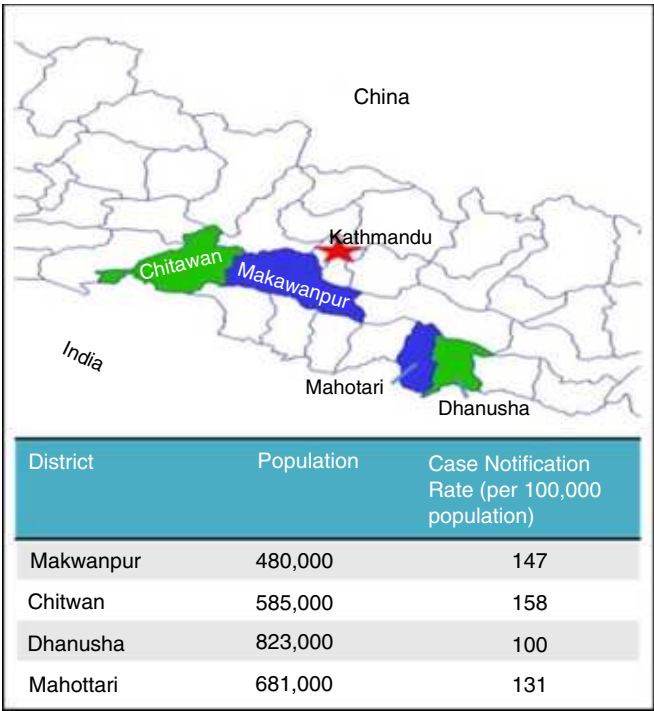 China
Kathmandu
Chitawan
Makawanpur
India
Mahotari
Dhanusha
District Population Case Notification
Rate (per 100,000
population)
Makwanpur 480,000 147
Chitwan 585,000 158
Dhanusha 823,000 100
Mahottari 681,000 131